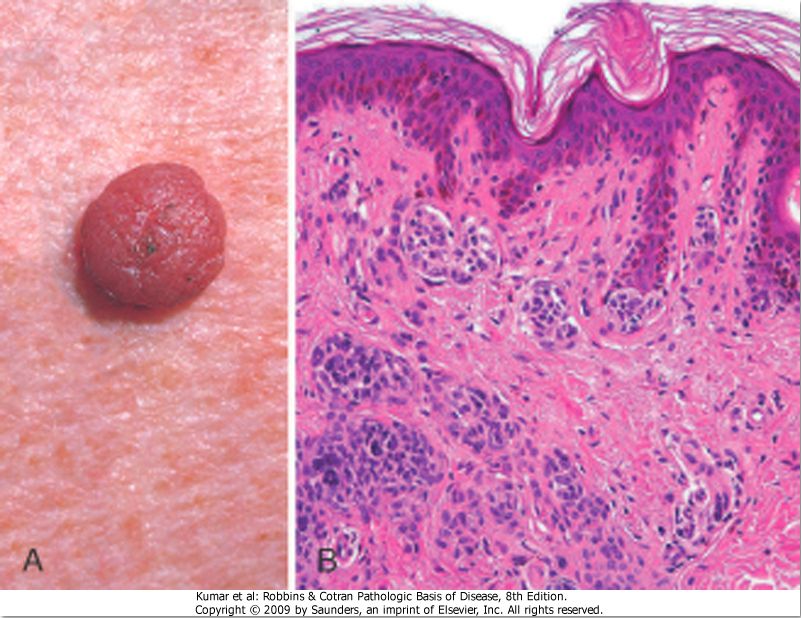 A
B
Kumar et al: Robbins & Cotran Pathologic Basis of Disease, 8th Edition.
Copyright © 2009 by Saunders, an imprint of Elsevier, Inc. All rights reserved.